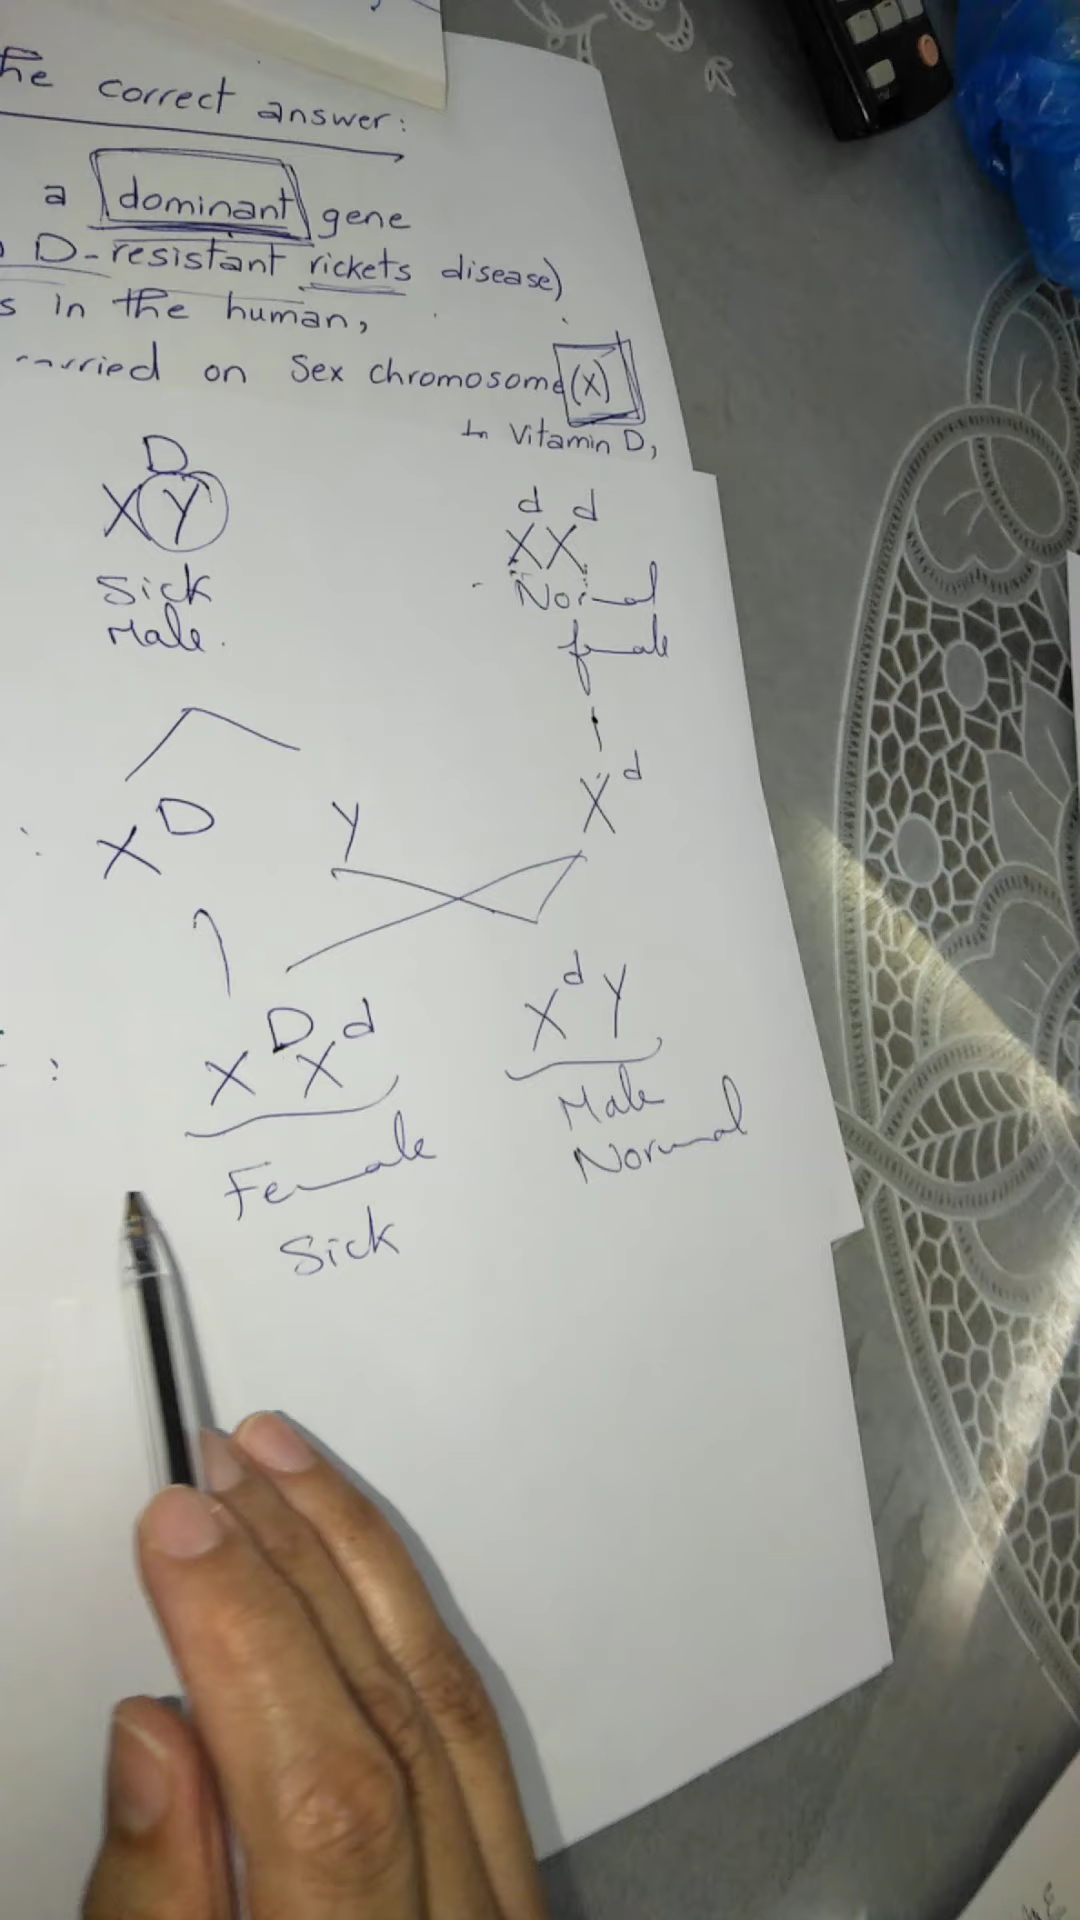 he correct answer:
a dominant gene
D-resistant rickets disease)
s in the human,
carried on Sex chromosome (X)
in Vitamin D,
X Y D
Sick
Male.
X d X d
Normal
female
X D
Y
X d
:
X D X d
X d Y
:
Female
Sick
Male
Normal